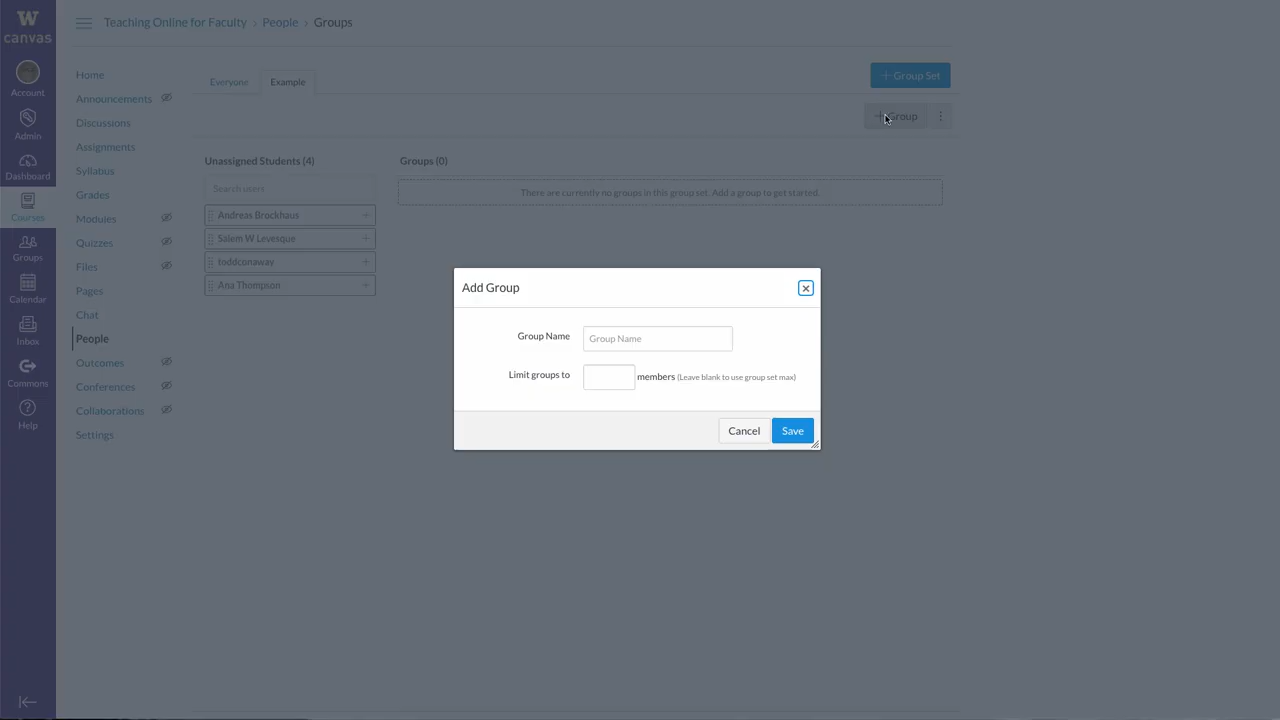 W
canvas
Account
Admin
Dashboard
Courses
Groups
Calendar
Inbox
Commons
Help
Teaching Online for Faculty › People › Groups
Home
Announcements
Discussions
Assignments
Syllabus
Grades
Modules
Quizzes
Files
Pages
Chat
People
Outcomes
Conferences
Collaborations
Settings
Everyone
Example
+ Group Set
+ Group
Unassigned Students (4)
Groups (0)
Search users
There are currently no groups in this group set. Add a group to get started.
Andreas Brockhaus
Salem W Levesque
toddconaway
Ana Thompson
Add Group
Group Name
Group Name
Limit groups to
members (Leave blank to use group set max)
Cancel
Save